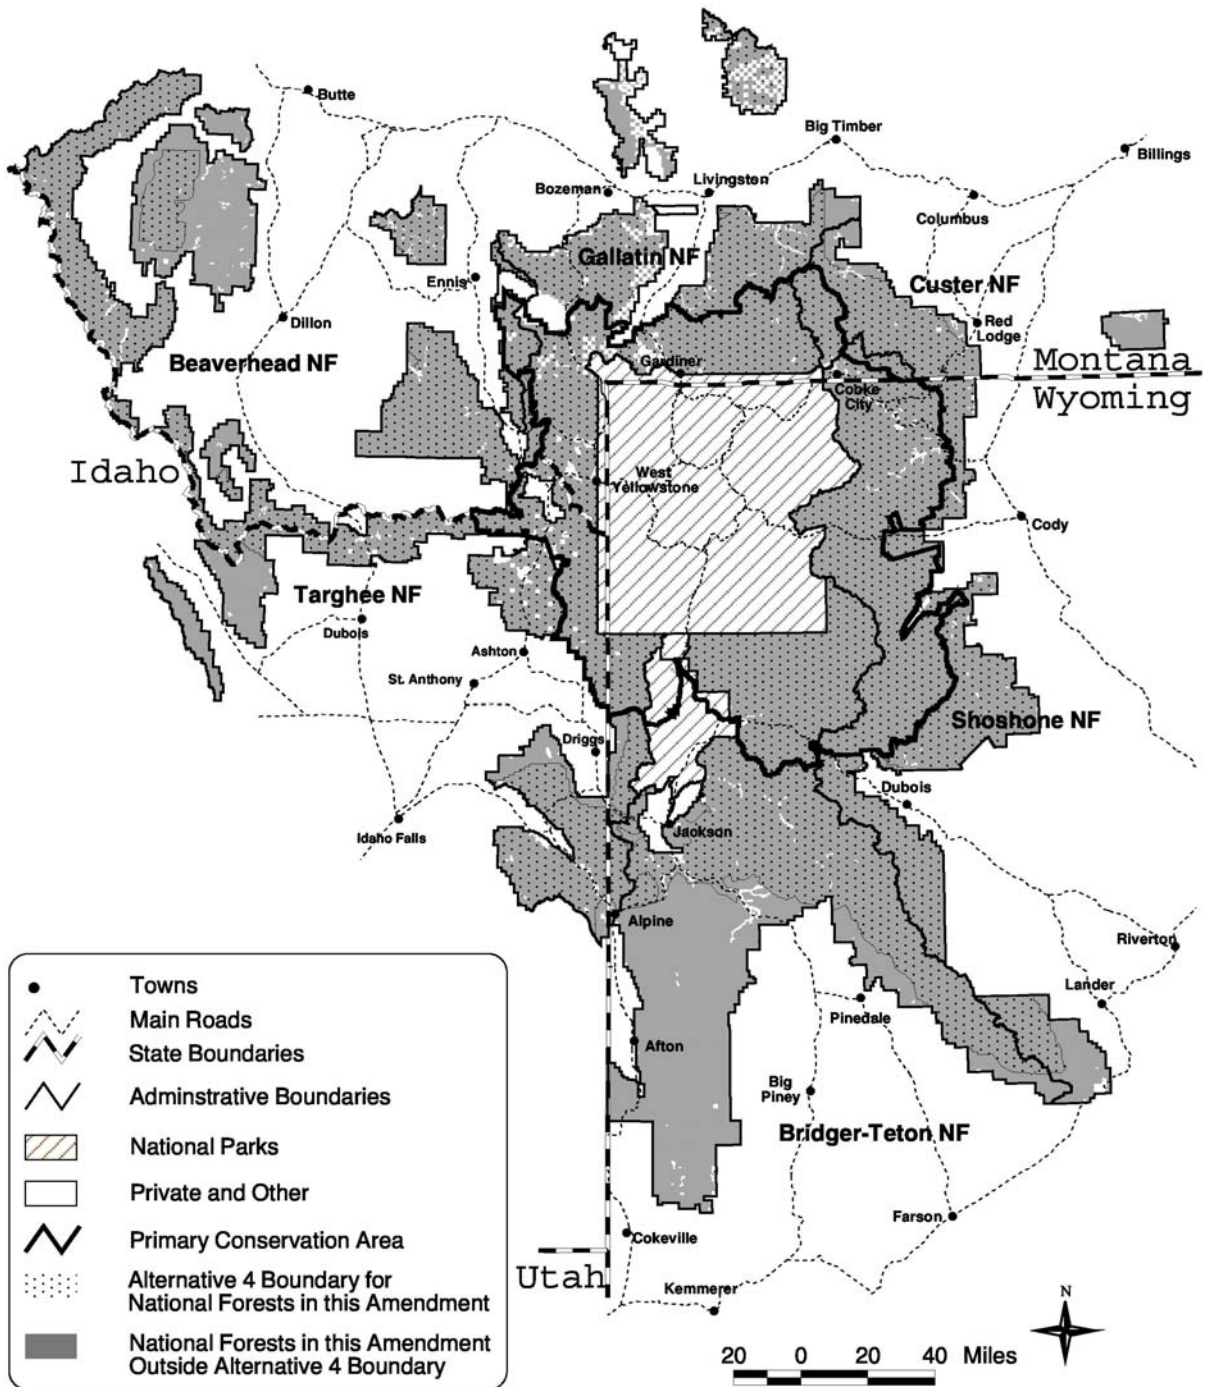 Butte
Big Timber
Billings
Bozeman
Livingston
Columbus
Gallatin NF
Ennis
Custer NF
Dillon
Red
Lodge
Beaverhead NF
Gardiner
Montana
Cooke
City
Wyoming
Idaho
West
Yellowstone
Cody
Targhee NF
Dubois
Ashton
St. Anthony
Shoshone NF
Driggs
Dubois
Idaho Falls
Jackson
Alpine
Riverton
Lander
Pinedale
Afton
Big
Piney
Bridger-Teton NF
Farson
Cokeville
Utah
Kemmerer
Towns
Main Roads
State Boundaries
Adminstrative Boundaries
National Parks
Private and Other
Primary Conservation Area
Alternative 4 Boundary for
National Forests in this Amendment
National Forests in this Amendment
Outside Alternative 4 Boundary
N
20 0 20 40 Miles